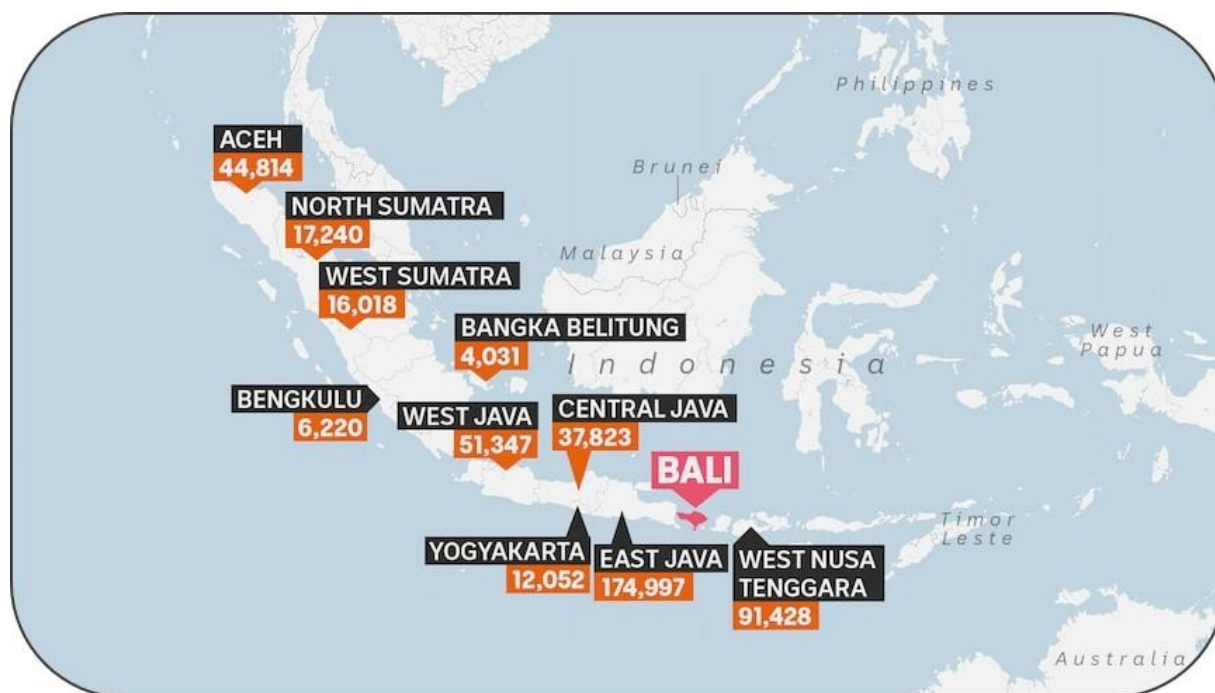 Philippines
ACEH
44,814
Brunei
NORTH SUMATRA
17,240
Malaysia
WEST SUMATRA
16,018
BANGKA BELITUNG
4,031
West
Papua
Indonesia
BENGKULU
6,220
WEST JAVA
51,347
CENTRAL JAVA
37,823
BALI
Timor
Leste
YOGYAKARTA
12,052
EAST JAVA
174,997
WEST NUSA
TENGGARA
91,428
Australia